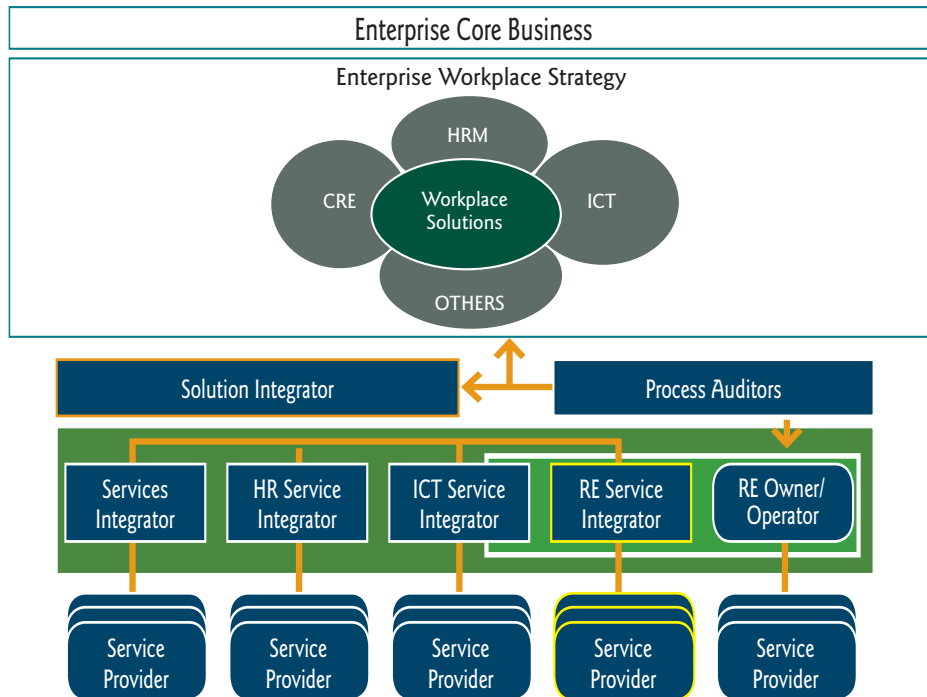 Enterprise Core Business
Enterprise Workplace Strategy
HRM
CRE
Workplace
Solutions
ICT
OTHERS
Solution Integrator
Process Auditors
Services
Integrator
HR Service
Integrator
ICT Service
Integrator
RE Service
Integrator
RE Owner/
Operator
Service
Provider
Service
Provider
Service
Provider
Service
Provider
Service
Provider